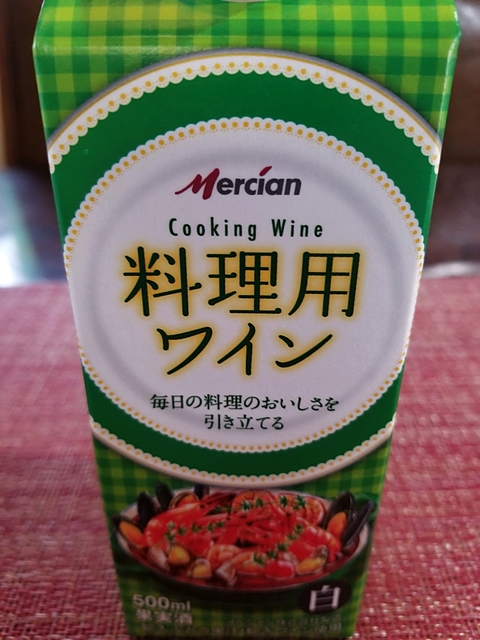 Mercian
Cooking Wine
料理用
ワイン
毎日の料理のおいしさを
引き立てる
500ml
果実酒
白